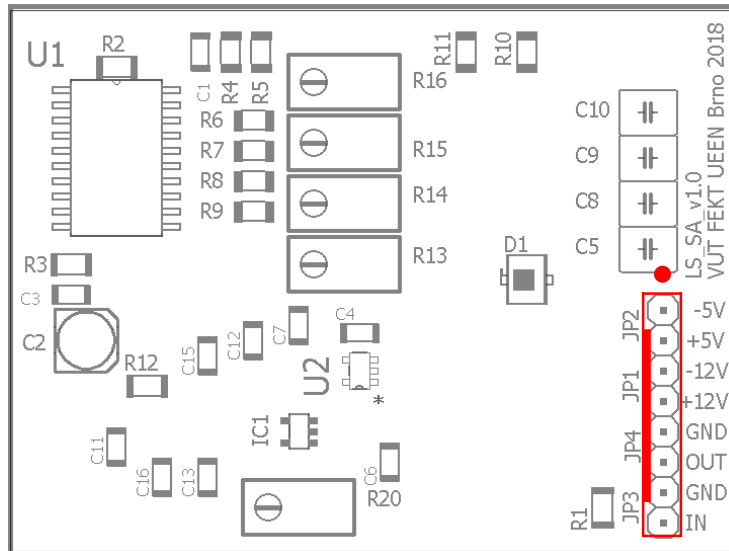 U1
R2
C1
R4
R5
R6
R7
R8
R9
R16
R15
R14
R13
R11
R10
C10
C9
C8
C5
LS_SA_v1.0
VUT FEKT UEEN Brno 2018
D1
R3
C3
C2
R12
C15
C12
C7
C4
U2
*
IC1
C11
C16
C13
C6
R20
R1
JP2
JP1
JP4
JP3
-5V
+5V
-12V
+12V
GND
OUT
GND
IN